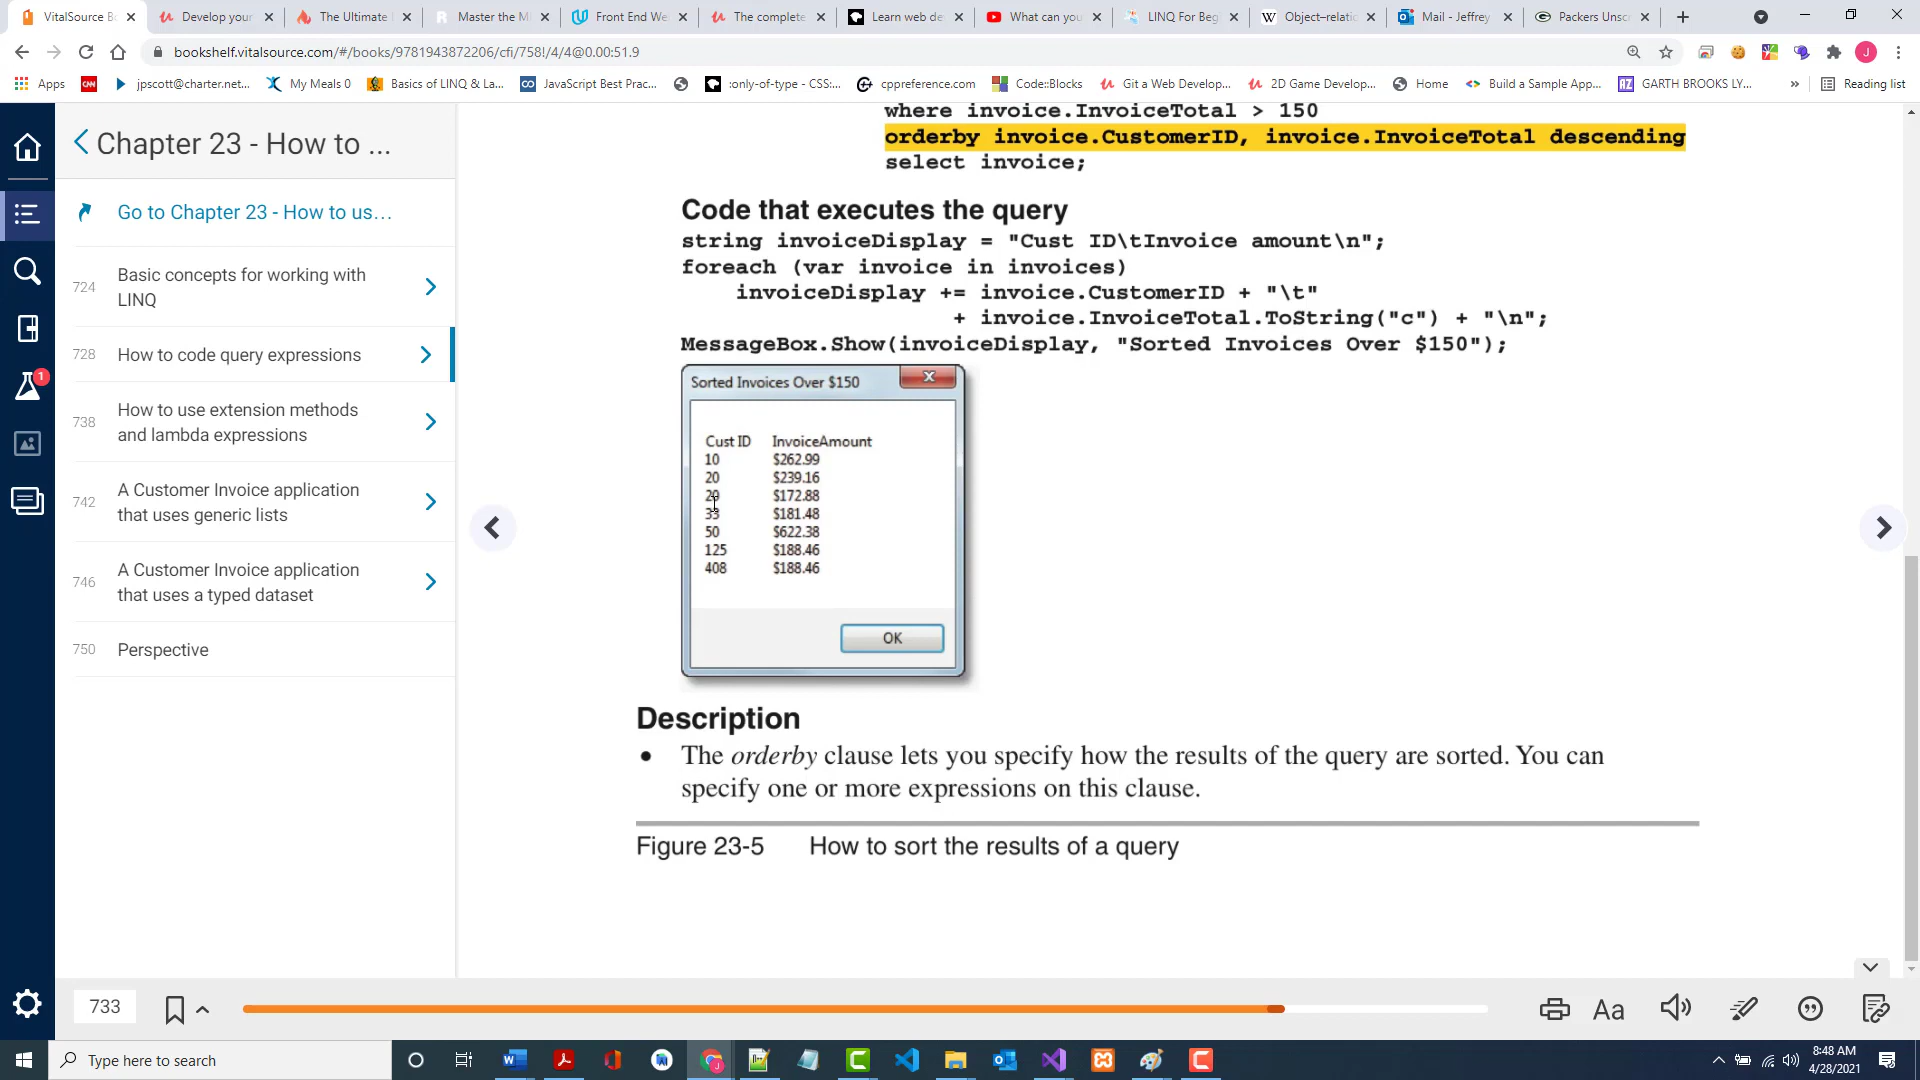 VitalSource Bo
Develop your
The Ultimate
Master the M
Front End We
The complete
Learn web de
What can you
LINQ For Beg
Object–relatio
Mail - Jeffrey
Packers Unscr
bookshelf.vitalsource.com/#/books/9781943872206/cfi/758!/4/4@0.00:51.9
J
Apps
CNN
jpscott@charter.net...
My Meals 0
Basics of LINQ & La...
JavaScript Best Prac...
:only-of-type - CSS:...
cppreference.com
Code::Blocks
Git a Web Develop...
2D Game Develop...
Home
Build a Sample App...
AZ
GARTH BROOKS LY...
»
Reading list
Chapter 23 - How to ...
Go to Chapter 23 - How to us...
724 Basic concepts for working with
LINQ
728 How to code query expressions
1
738 How to use extension methods
and lambda expressions
742 A Customer Invoice application
that uses generic lists
746 A Customer Invoice application
that uses a typed dataset
750 Perspective
where invoice.InvoiceTotal > 150
orderby invoice.CustomerID, invoice.InvoiceTotal descending
select invoice;
Code that executes the query
string invoiceDisplay = "Cust ID\tInvoice amount\n";
foreach (var invoice in invoices)
invoiceDisplay += invoice.CustomerID + "\t"
+ invoice.InvoiceTotal.ToString("c") + "\n";
MessageBox.Show(invoiceDisplay, "Sorted Invoices Over $150");
Sorted Invoices Over $150
Cust ID InvoiceAmount
10 $262.99
20 $239.16
20 $172.88
33 $181.48
50 $622.38
125 $188.46
408 $188.46
OK
Description
• The orderby clause lets you specify how the results of the query are sorted. You can
specify one or more expressions on this clause.
Figure 23-5 How to sort the results of a query
733
Aa
Type here to search
8:48 AM
4/28/2021